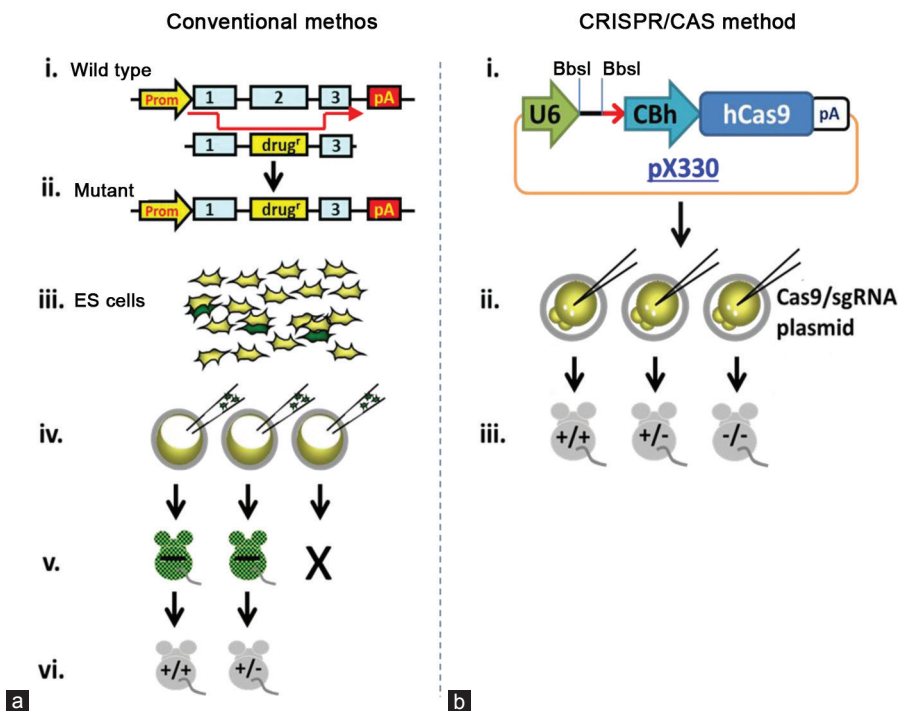 Conventional methos
i. Wild type
Prom 1 2 3 pA
1 drugʳ 3
ii. Mutant
Prom 1 drugʳ 3 pA
iii. ES cells
iv.
v. X
vi. +/+ +/-
a
CRISPR/CAS method
i.
BbsI BbsI
U6 CBh hCas9 pA
pX330
ii. Cas9/sgRNA
plasmid
iii. +/+ +/- -/-
b